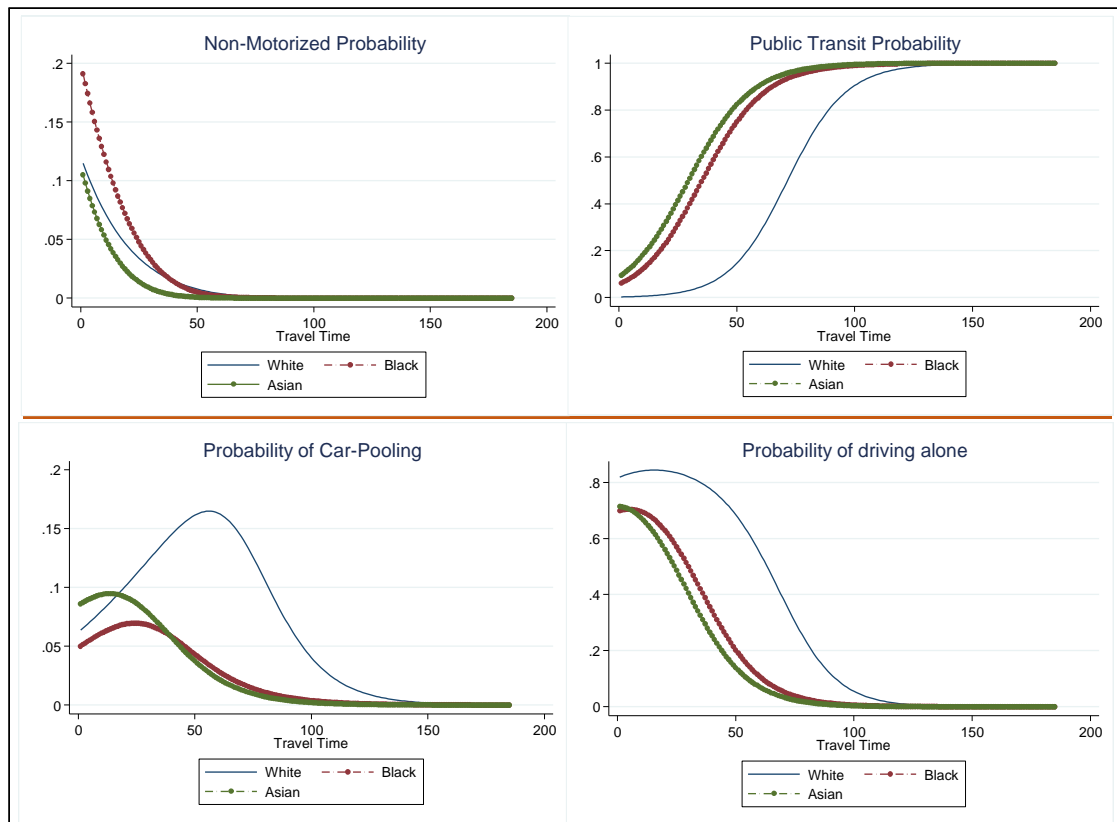 Non-Motorized Probability
.2
.15
.1
.05
0
0 50 100 150 200
Travel Time
White Black
Asian
Public Transit Probability
1
.8
.6
.4
.2
0
0 50 100 150 200
Travel Time
White Black
Asian
Probability of Car-Pooling
.2
.15
.1
.05
0
0 50 100 150 200
Travel Time
White Black
Asian
Probability of driving alone
.8
.6
.4
.2
0
0 50 100 150 200
Travel Time
White Black
Asian